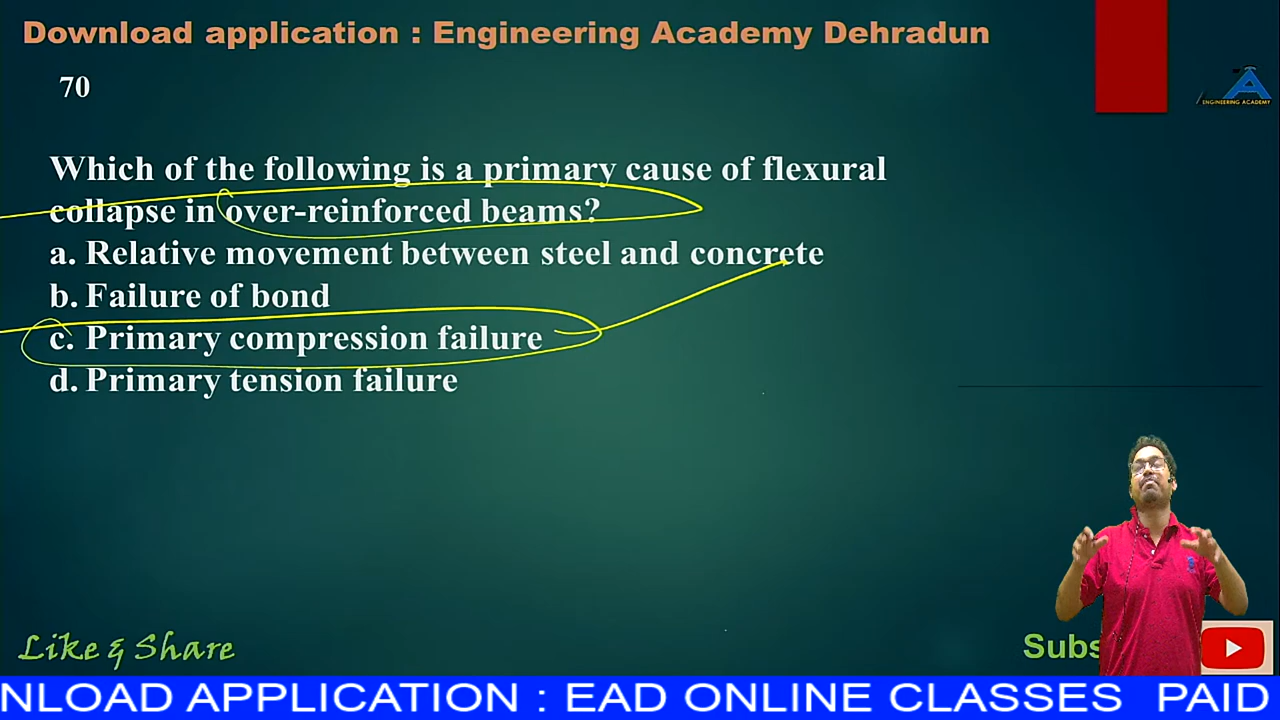 Download application : Engineering Academy Dehradun
70
ENGINEERING ACADEMY
Which of the following is a primary cause of flexural
collapse in over-reinforced beams?
a. Relative movement between steel and concrete
b. Failure of bond
c. Primary compression failure
d. Primary tension failure
Like & Share
Subs
NLOAD APPLICATION : EAD ONLINE CLASSES PAID